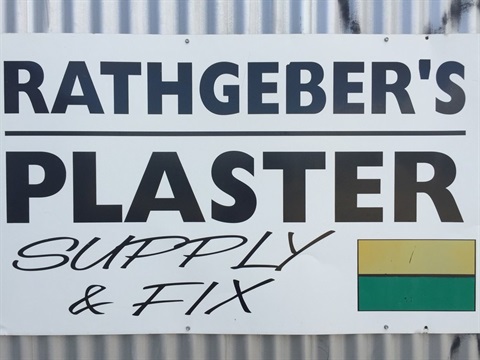 RATHGEBER'S
PLASTER
SUPPLY
& FIX